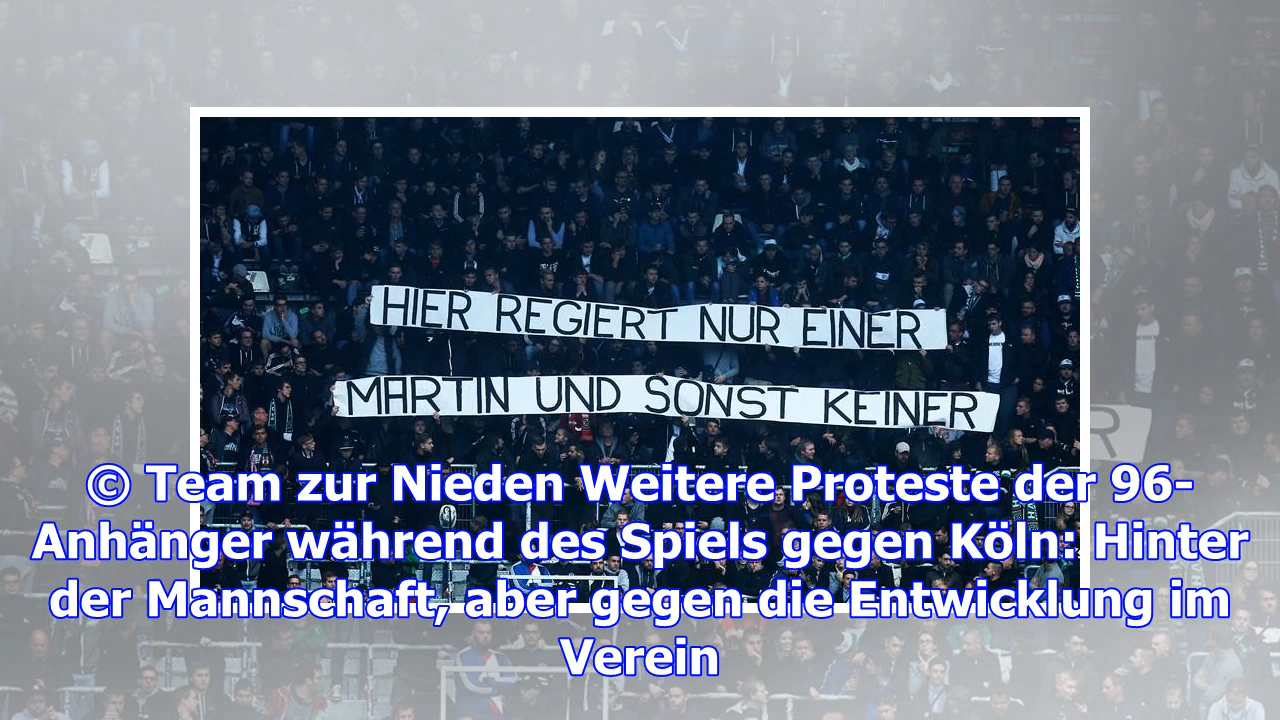 HIER REGIERT NUR EINER
MARTIN UND SONST KEINER
R
© Team zur Nieden Weitere Proteste der 96-
Anhänger während des Spiels gegen Köln: Hinter
der Mannschaft, aber gegen die Entwicklung im
Verein